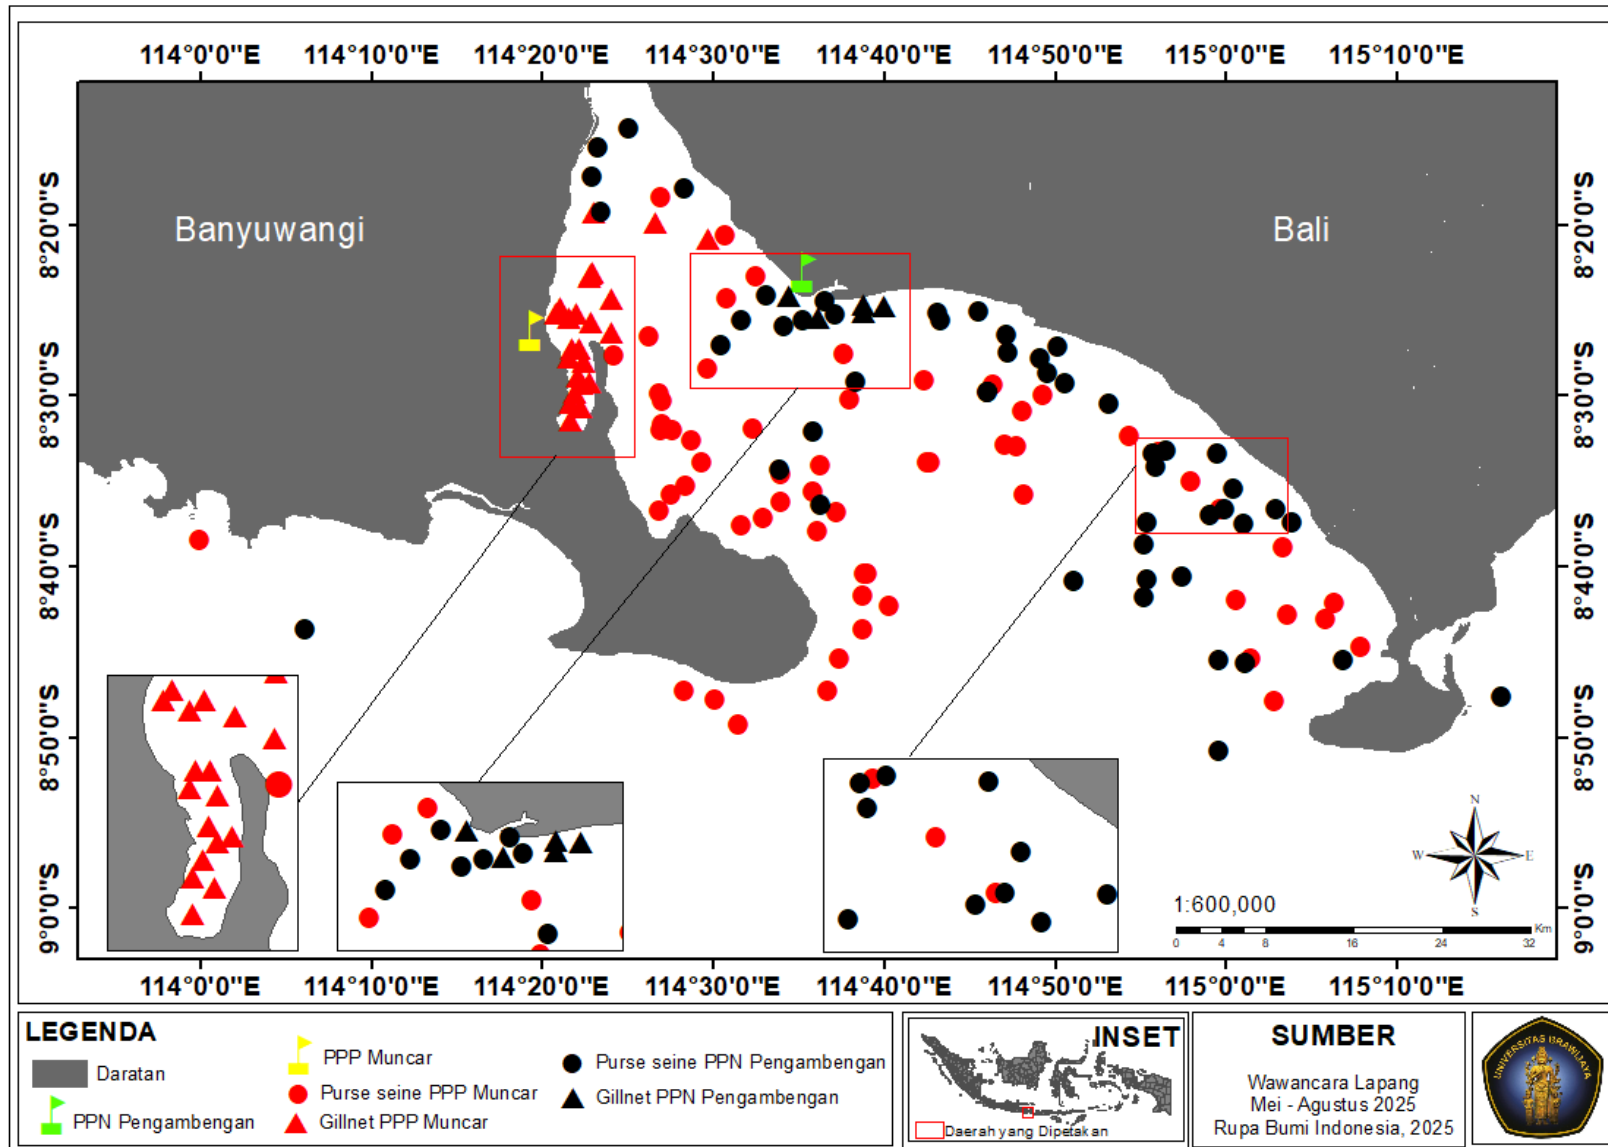 114°0'0"E 114°10'0"E 114°20'0"E 114°30'0"E 114°40'0"E 114°50'0"E 115°0'0"E 115°10'0"E
8°20'0"S 8°20'0"S
8°30'0"S 8°30'0"S
8°40'0"S 8°40'0"S
8°50'0"S 8°50'0"S
9°0'0"S 9°0'0"S
Banyuwangi
Bali
N
W E
S
1:600,000
Km
0 4 8 16 24 32
114°0'0"E 114°10'0"E 114°20'0"E 114°30'0"E 114°40'0"E 114°50'0"E 115°0'0"E 115°10'0"E
LEGENDA
Daratan
PPN Pengambengan
PPP Muncar
Purse seine PPP Muncar
Gillnet PPP Muncar
Purse seine PPN Pengambengan
Gillnet PPN Pengambengan
INSET
Daerah yang Dipetakan
SUMBER
Wawancara Lapang
Mei - Agustus 2025
Rupa Bumi Indonesia, 2025
UNIVERSITAS BRAWIJAYA